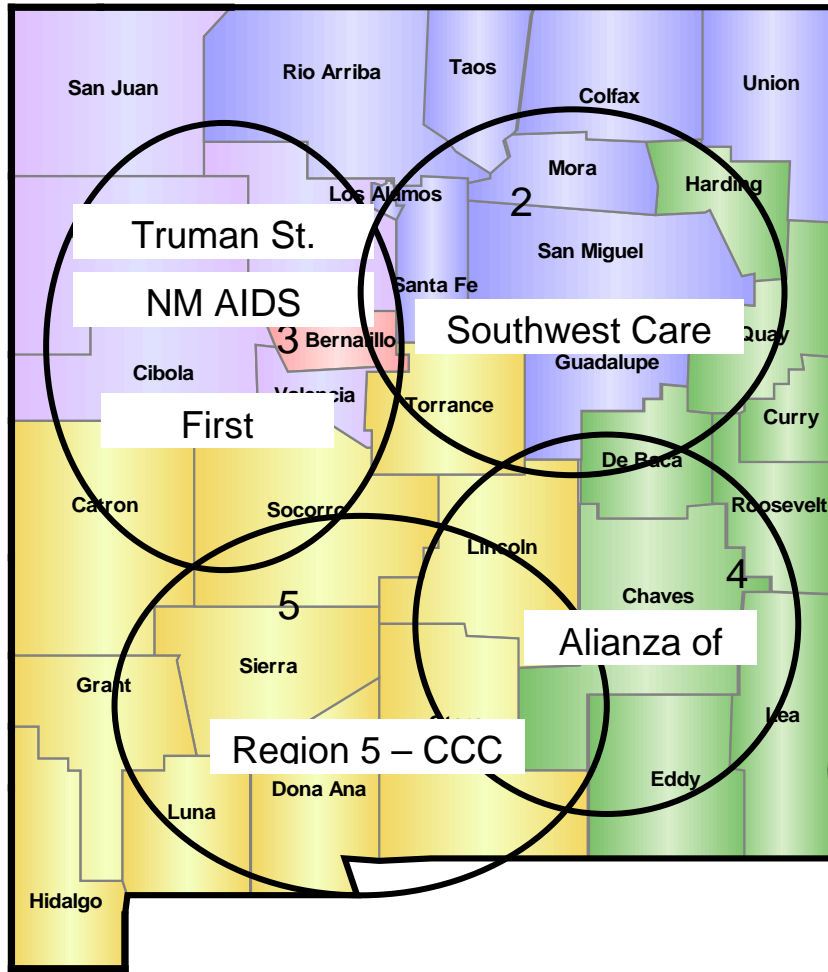 Taos
Rio Arriba
San Juan
Union
Colfax
Mora
Harding
Los Alamos
2
Truman St.
San Miguel
Santa Fe
NM AIDS
Southwest Care
Quay
3
Bernalillo
Guadalupe
Cibola
Valencia
Torrance
Curry
First
De Baca
Catron
Socorro
Roosevelt
Lincoln
4
Chaves
5
Alianza of
Sierra
Grant
Lea
Region 5 – CCC
Eddy
Dona Ana
Luna
Hidalgo